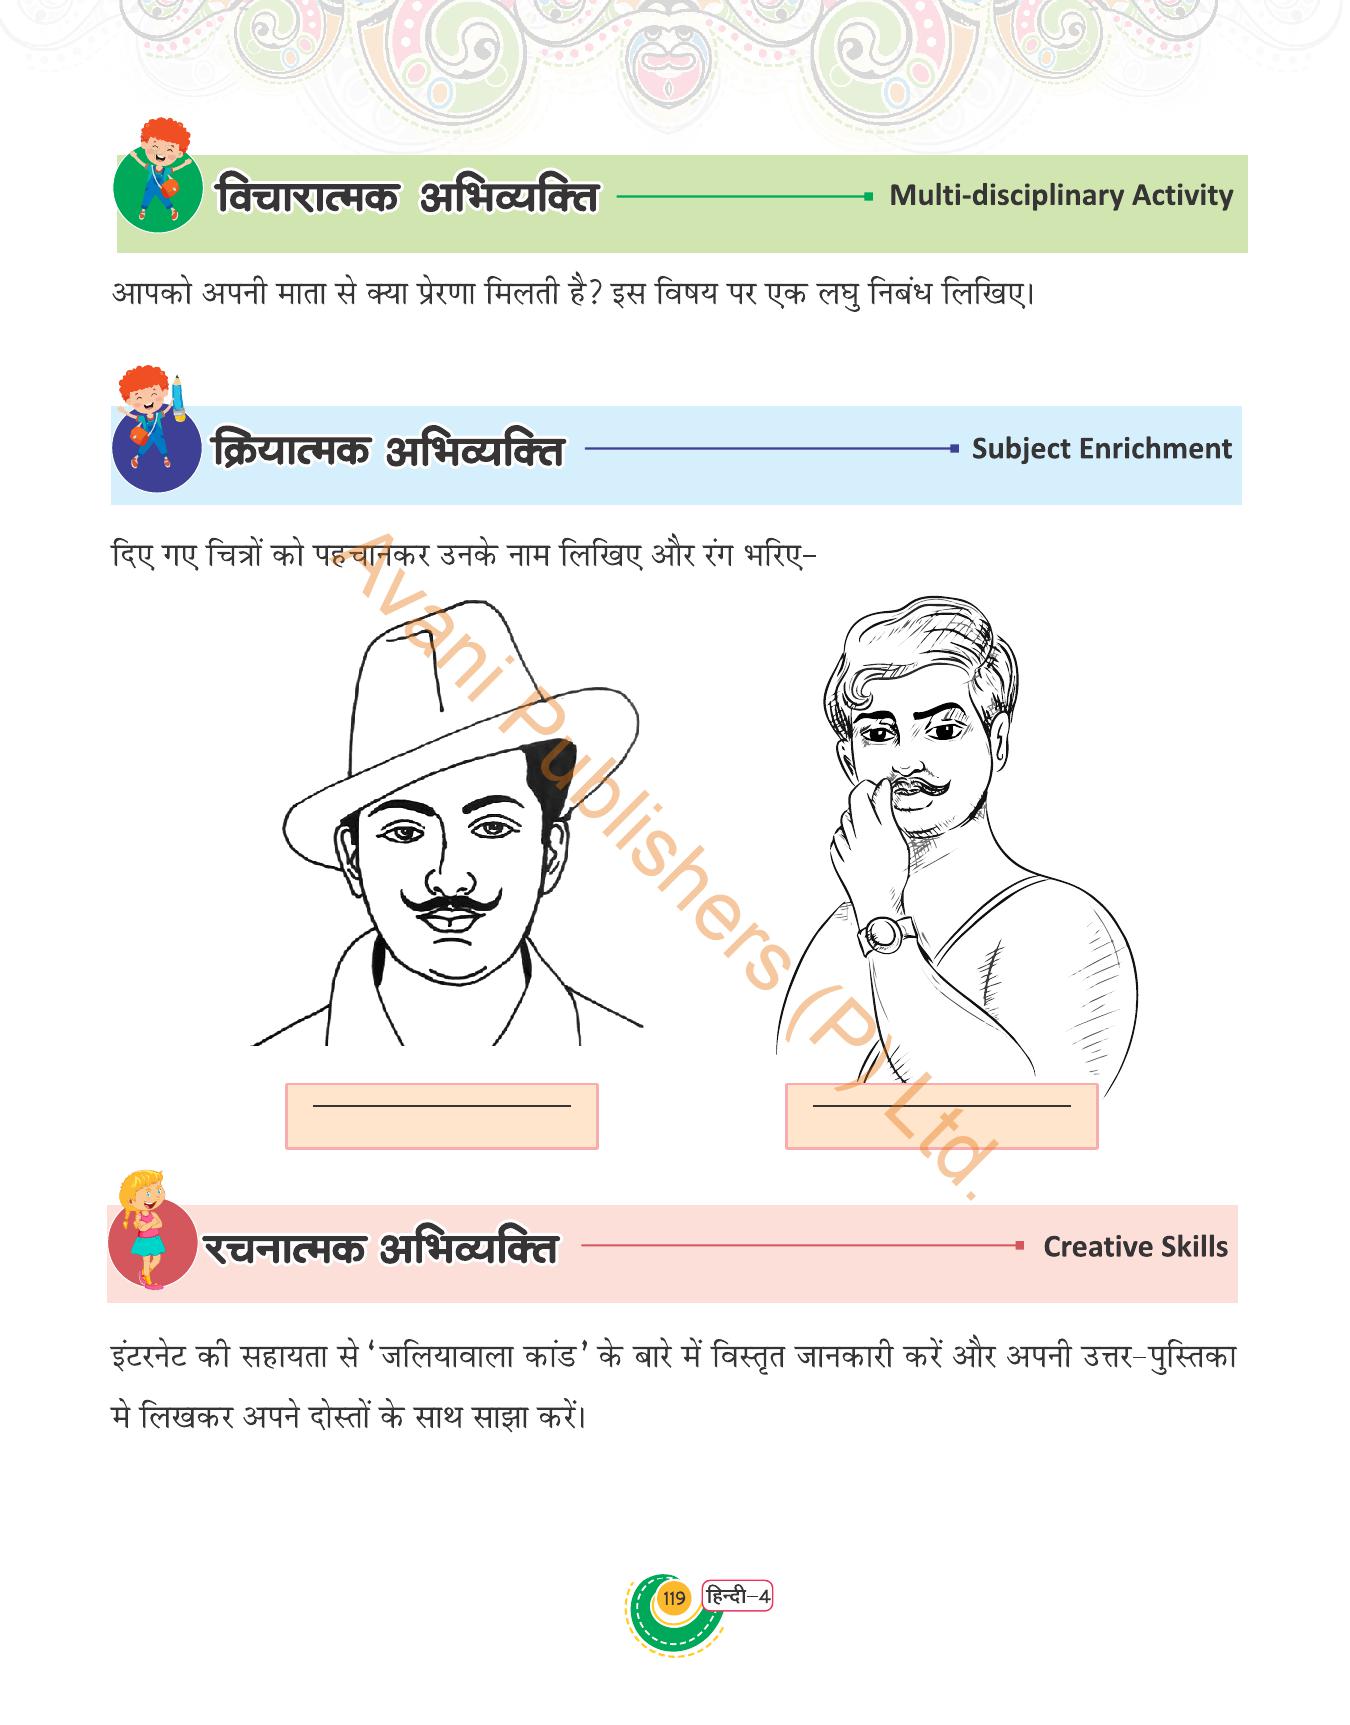 विचारात्मक अभिव्यक्ति Multi-disciplinary Activity
आपको अपनी माता से क्या प्रेरणा मिलती है? इस विषय पर एक लघु निबंध लिखिए।
क्रियात्मक अभिव्यक्ति Subject Enrichment
दिए गए चित्रों को पहचानकर उनके नाम लिखिए और रंग भरिए–
Avani Publishers (P) Ltd.
रचनात्मक अभिव्यक्ति Creative Skills
इंटरनेट की सहायता से ‘जलियावाला कांड’ के बारे में विस्तृत जानकारी करें और अपनी उत्तर–पुस्तिका
मे लिखकर अपने दोस्तों के साथ साझा करें।
119 हिन्दी–4